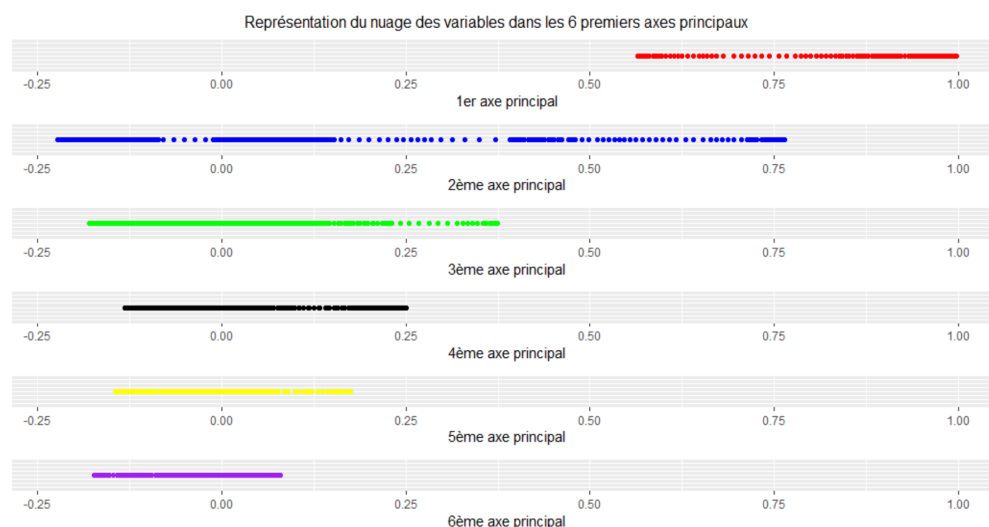 Représentation du nuage des variables dans les 6 premiers axes principaux
-0.25 0.00 0.25 0.50 0.75 1.00
1er axe principal
-0.25 0.00 0.25 0.50 0.75 1.00
2ème axe principal
-0.25 0.00 0.25 0.50 0.75 1.00
3ème axe principal
-0.25 0.00 0.25 0.50 0.75 1.00
4ème axe principal
-0.25 0.00 0.25 0.50 0.75 1.00
5ème axe principal
-0.25 0.00 0.25 0.50 0.75 1.00
6ème axe principal